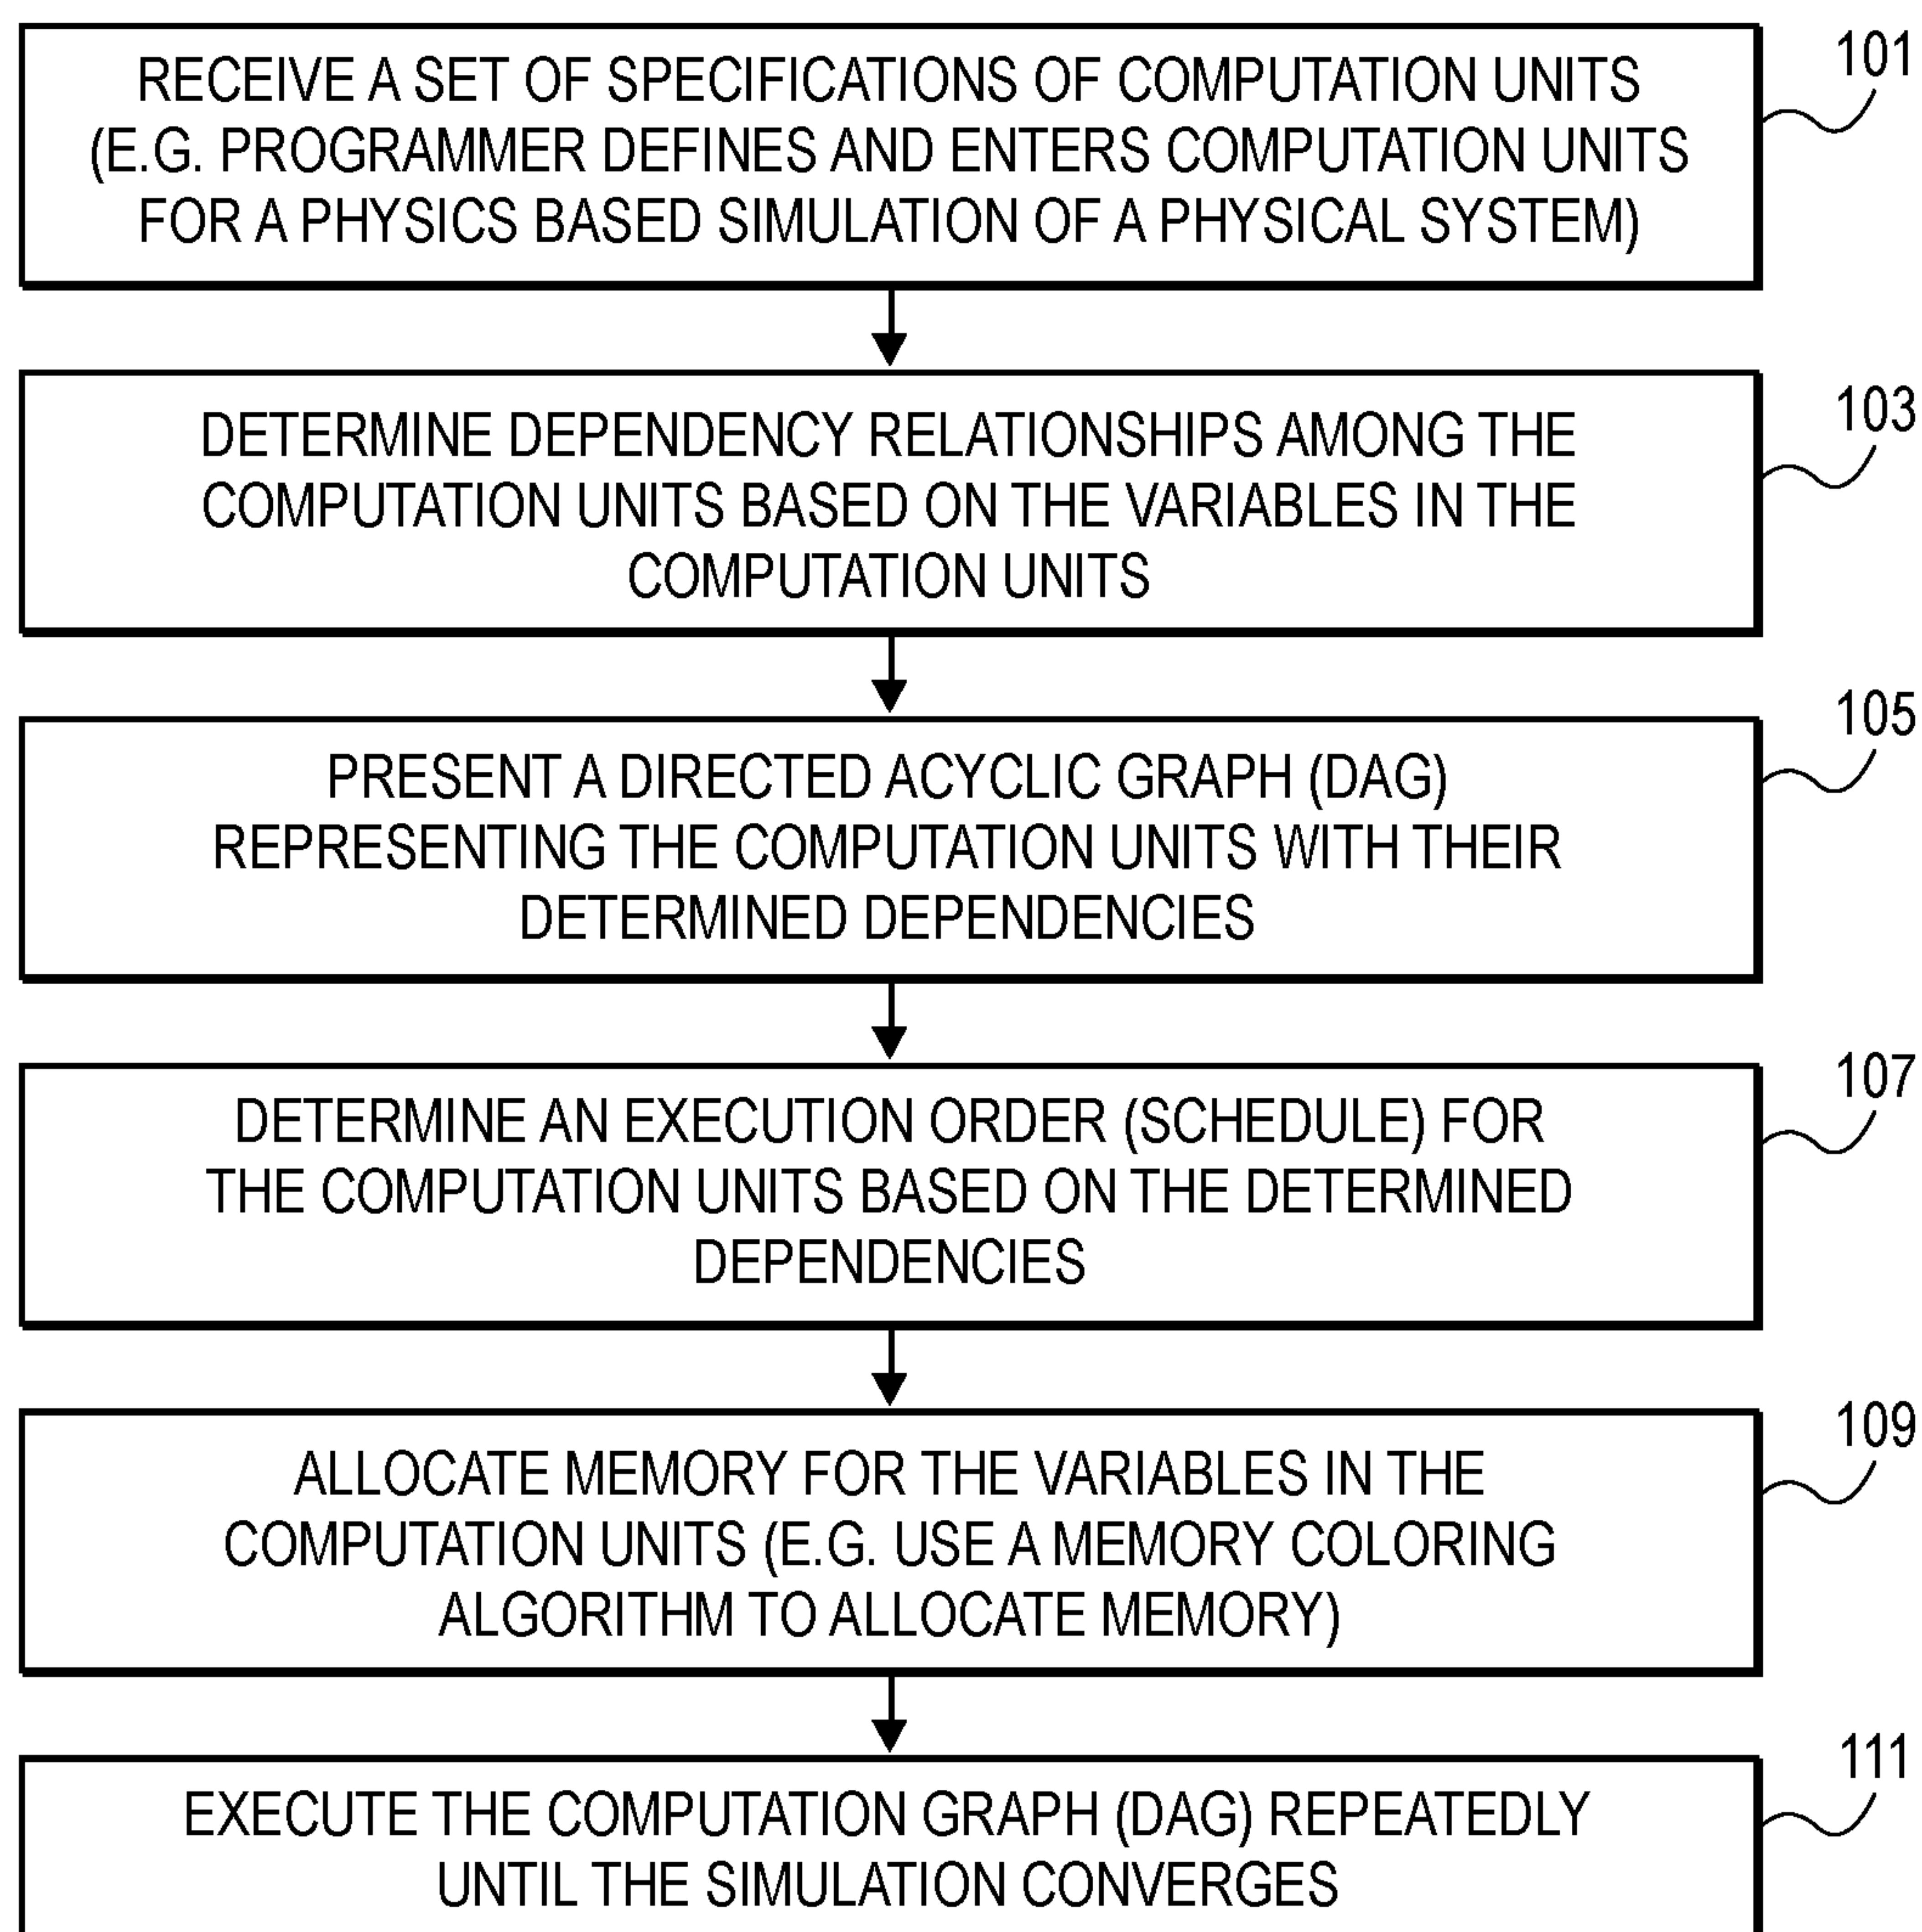 101
RECEIVE A SET OF SPECIFICATIONS OF COMPUTATION UNITS
(E.G. PROGRAMMER DEFINES AND ENTERS COMPUTATION UNITS
FOR A PHYSICS BASED SIMULATION OF A PHYSICAL SYSTEM)
103
DETERMINE DEPENDENCY RELATIONSHIPS AMONG THE
COMPUTATION UNITS BASED ON THE VARIABLES IN THE
COMPUTATION UNITS
105
PRESENT A DIRECTED ACYCLIC GRAPH (DAG)
REPRESENTING THE COMPUTATION UNITS WITH THEIR
DETERMINED DEPENDENCIES
107
DETERMINE AN EXECUTION ORDER (SCHEDULE) FOR
THE COMPUTATION UNITS BASED ON THE DETERMINED
DEPENDENCIES
109
ALLOCATE MEMORY FOR THE VARIABLES IN THE
COMPUTATION UNITS (E.G. USE A MEMORY COLORING
ALGORITHM TO ALLOCATE MEMORY)
111
EXECUTE THE COMPUTATION GRAPH (DAG) REPEATEDLY
UNTIL THE SIMULATION CONVERGES